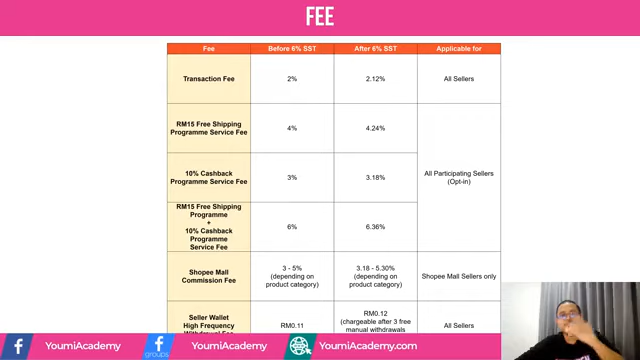 FEE
Fee Before 6% SST After 6% SST Applicable for
Transaction Fee 2% 2.12% All Sellers
RM15 Free Shipping
Programme Service Fee
4% 4.24%
10% Cashback
Programme Service Fee
3% 3.18%
All Participating Sellers
(Opt-in)
RM15 Free Shipping
Programme
+
10% Cashback
Programme
Service Fee
6% 6.36%
Shopee Mall
Commission Fee
3 - 5%
(depending on
product category)
3.18 - 5.30%
(depending on
product category)
Shopee Mall Sellers only
Seller Wallet
High Frequency
Withdrawal Fee
RM0.11
RM0.12
(chargeable after 3 free
manual withdrawals
All Sellers
YoumiAcademy
groups
YoumiAcademy
YoumiAcademy.com